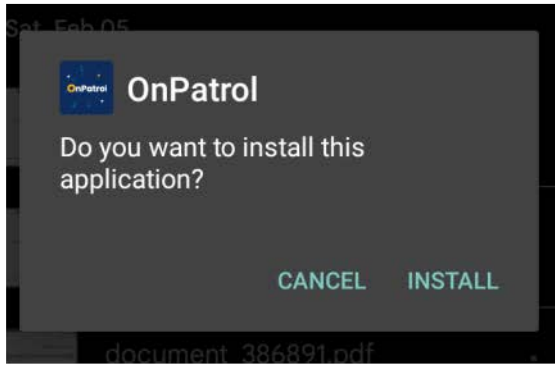 Sat, Feb 05
OnPatrol
OnPatrol
Do you want to install this
application?
CANCEL
INSTALL
document_386891.pdf